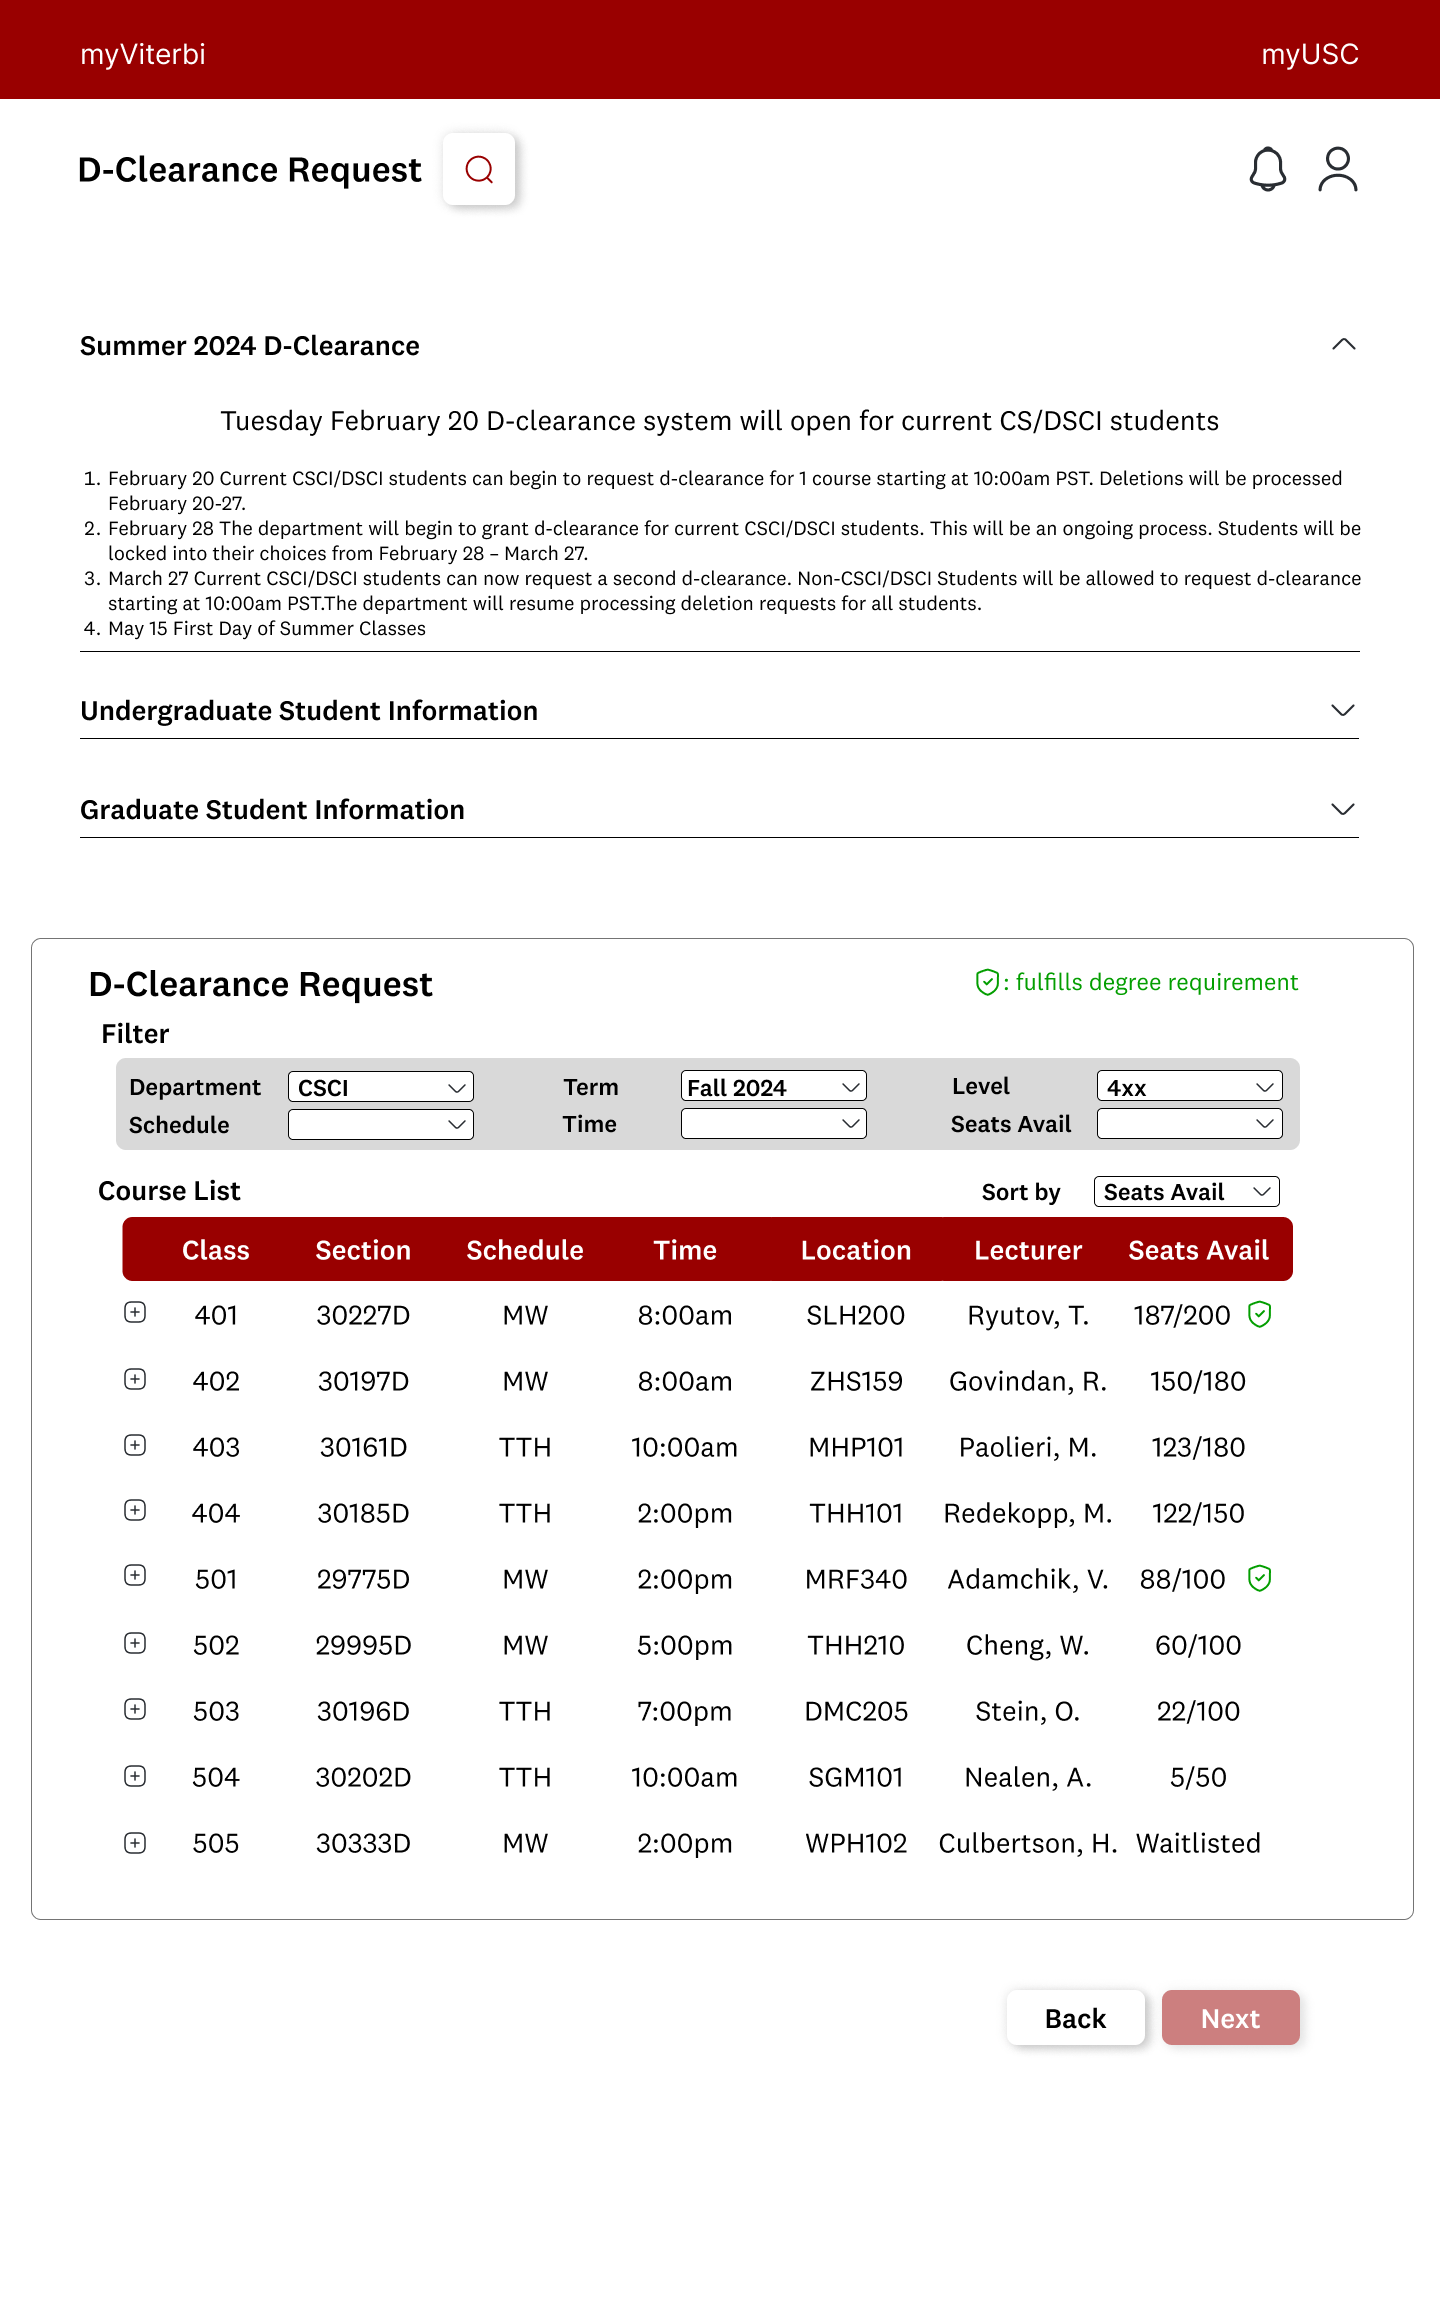 myViterbi myUSC
D-Clearance Request
Summer 2024 D-Clearance
Tuesday February 20 D-clearance system will open for current CS/DSCI students
1. February 20 Current CSCI/DSCI students can begin to request d-clearance for 1 course starting at 10:00am PST. Deletions will be processed
February 20-27.
2. February 28 The department will begin to grant d-clearance for current CSCI/DSCI students. This will be an ongoing process. Students will be
locked into their choices from February 28 – March 27.
3. March 27 Current CSCI/DSCI students can now request a second d-clearance. Non-CSCI/DSCI Students will be allowed to request d-clearance
starting at 10:00am PST.The department will resume processing deletion requests for all students.
4. May 15 First Day of Summer Classes
Undergraduate Student Information
Graduate Student Information
D-Clearance Request : fulfills degree requirement
Filter
Department CSCI Term Fall 2024 Level 4xx
Schedule Time Seats Avail
Course List Sort by Seats Avail
Class Section Schedule Time Location Lecturer Seats Avail
401 30227D MW 8:00am SLH200 Ryutov, T. 187/200
402 30197D MW 8:00am ZHS159 Govindan, R. 150/180
403 30161D TTH 10:00am MHP101 Paolieri, M. 123/180
404 30185D TTH 2:00pm THH101 Redekopp, M. 122/150
501 29775D MW 2:00pm MRF340 Adamchik, V. 88/100
502 29995D MW 5:00pm THH210 Cheng, W. 60/100
503 30196D TTH 7:00pm DMC205 Stein, O. 22/100
504 30202D TTH 10:00am SGM101 Nealen, A. 5/50
505 30333D MW 2:00pm WPH102 Culbertson, H. Waitlisted
Back Next